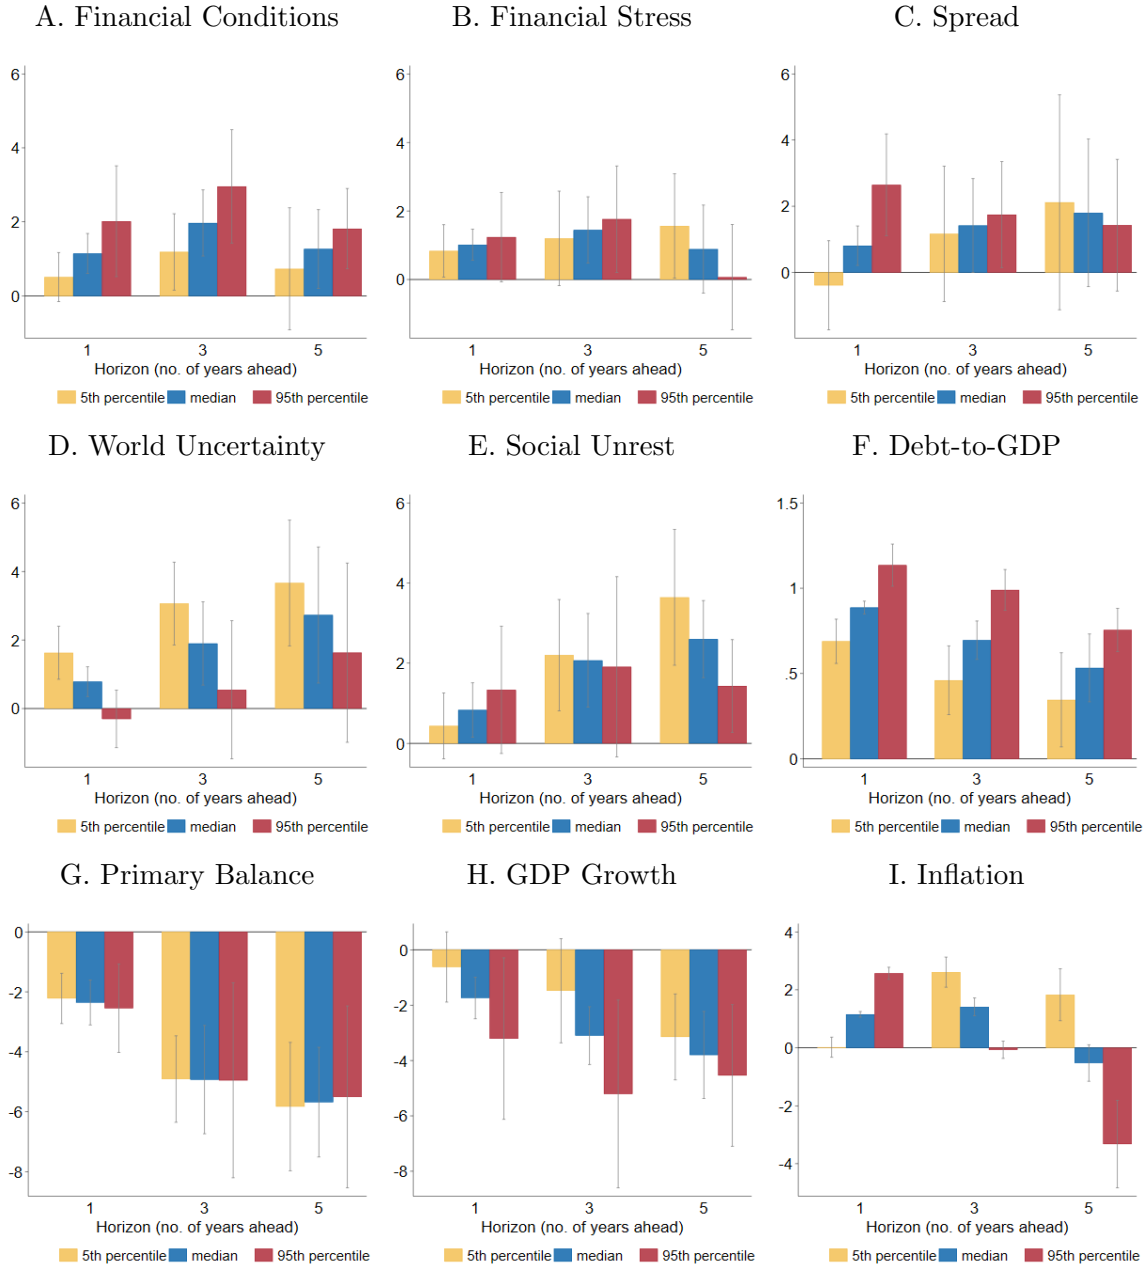 A. Financial Conditions
6
4
2
0
1 3 5
Horizon (no. of years ahead)
5th percentile median 95th percentile
B. Financial Stress
6
4
2
0
1 3 5
Horizon (no. of years ahead)
5th percentile median 95th percentile
C. Spread
6
4
2
0
1 3 5
Horizon (no. of years ahead)
5th percentile median 95th percentile
D. World Uncertainty
6
4
2
0
1 3 5
Horizon (no. of years ahead)
5th percentile median 95th percentile
E. Social Unrest
6
4
2
0
1 3 5
Horizon (no. of years ahead)
5th percentile median 95th percentile
F. Debt-to-GDP
1.5
1
.5
0
1 3 5
Horizon (no. of years ahead)
5th percentile median 95th percentile
G. Primary Balance
0
-2
-4
-6
-8
1 3 5
Horizon (no. of years ahead)
5th percentile median 95th percentile
H. GDP Growth
0
-2
-4
-6
-8
1 3 5
Horizon (no. of years ahead)
5th percentile median 95th percentile
I. Inflation
4
2
0
-2
-4
1 3 5
Horizon (no. of years ahead)
5th percentile median 95th percentile